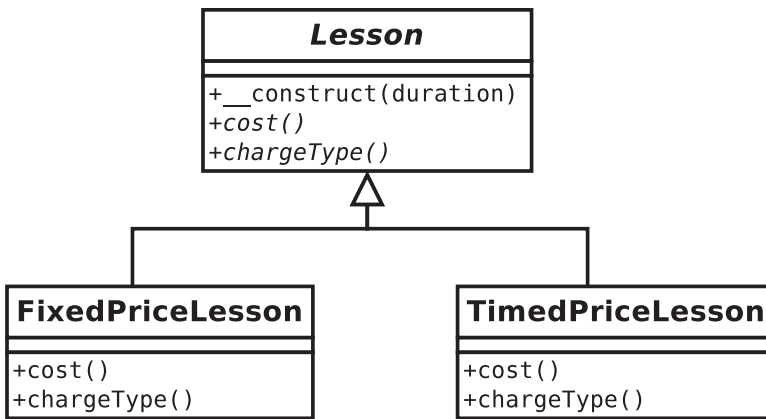 Lesson
+__construct(duration)
+cost()
+chargeType()
FixedPriceLesson
+cost()
+chargeType()
TimedPriceLesson
+cost()
+chargeType()